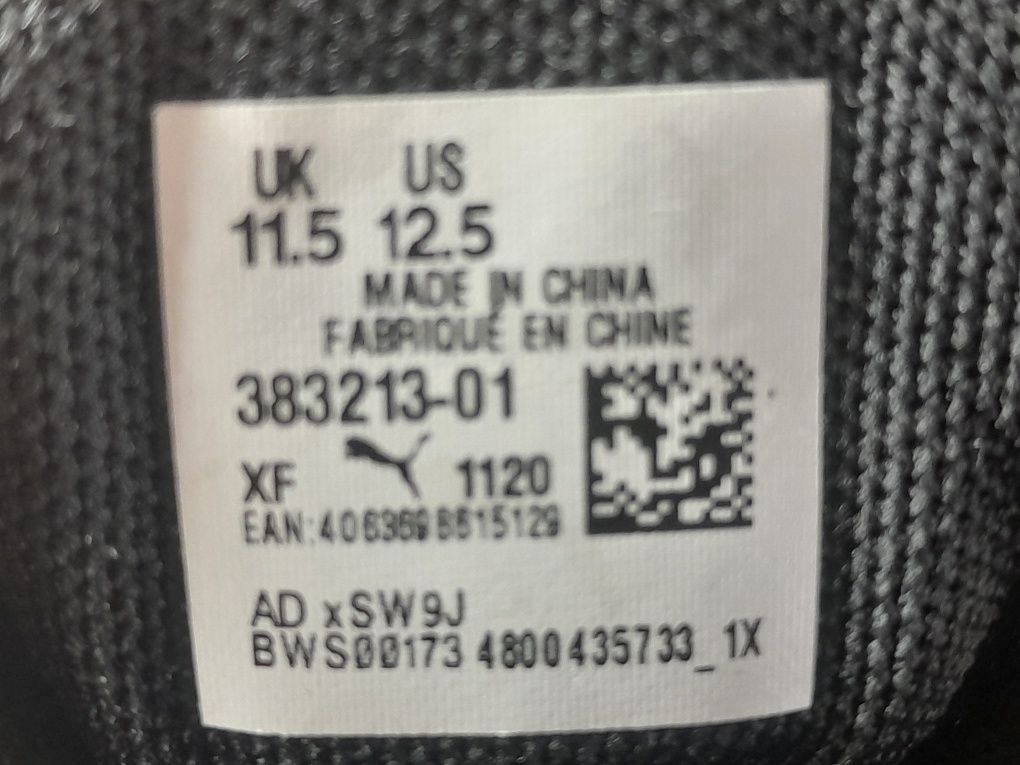 UK US
11.5 12.5
MADE IN CHINA
FABRIQUÉ EN CHINE
383213-01
XF 1120
EAN:4063698615129
AD xSW9J
BWS00173 4800435733_1X